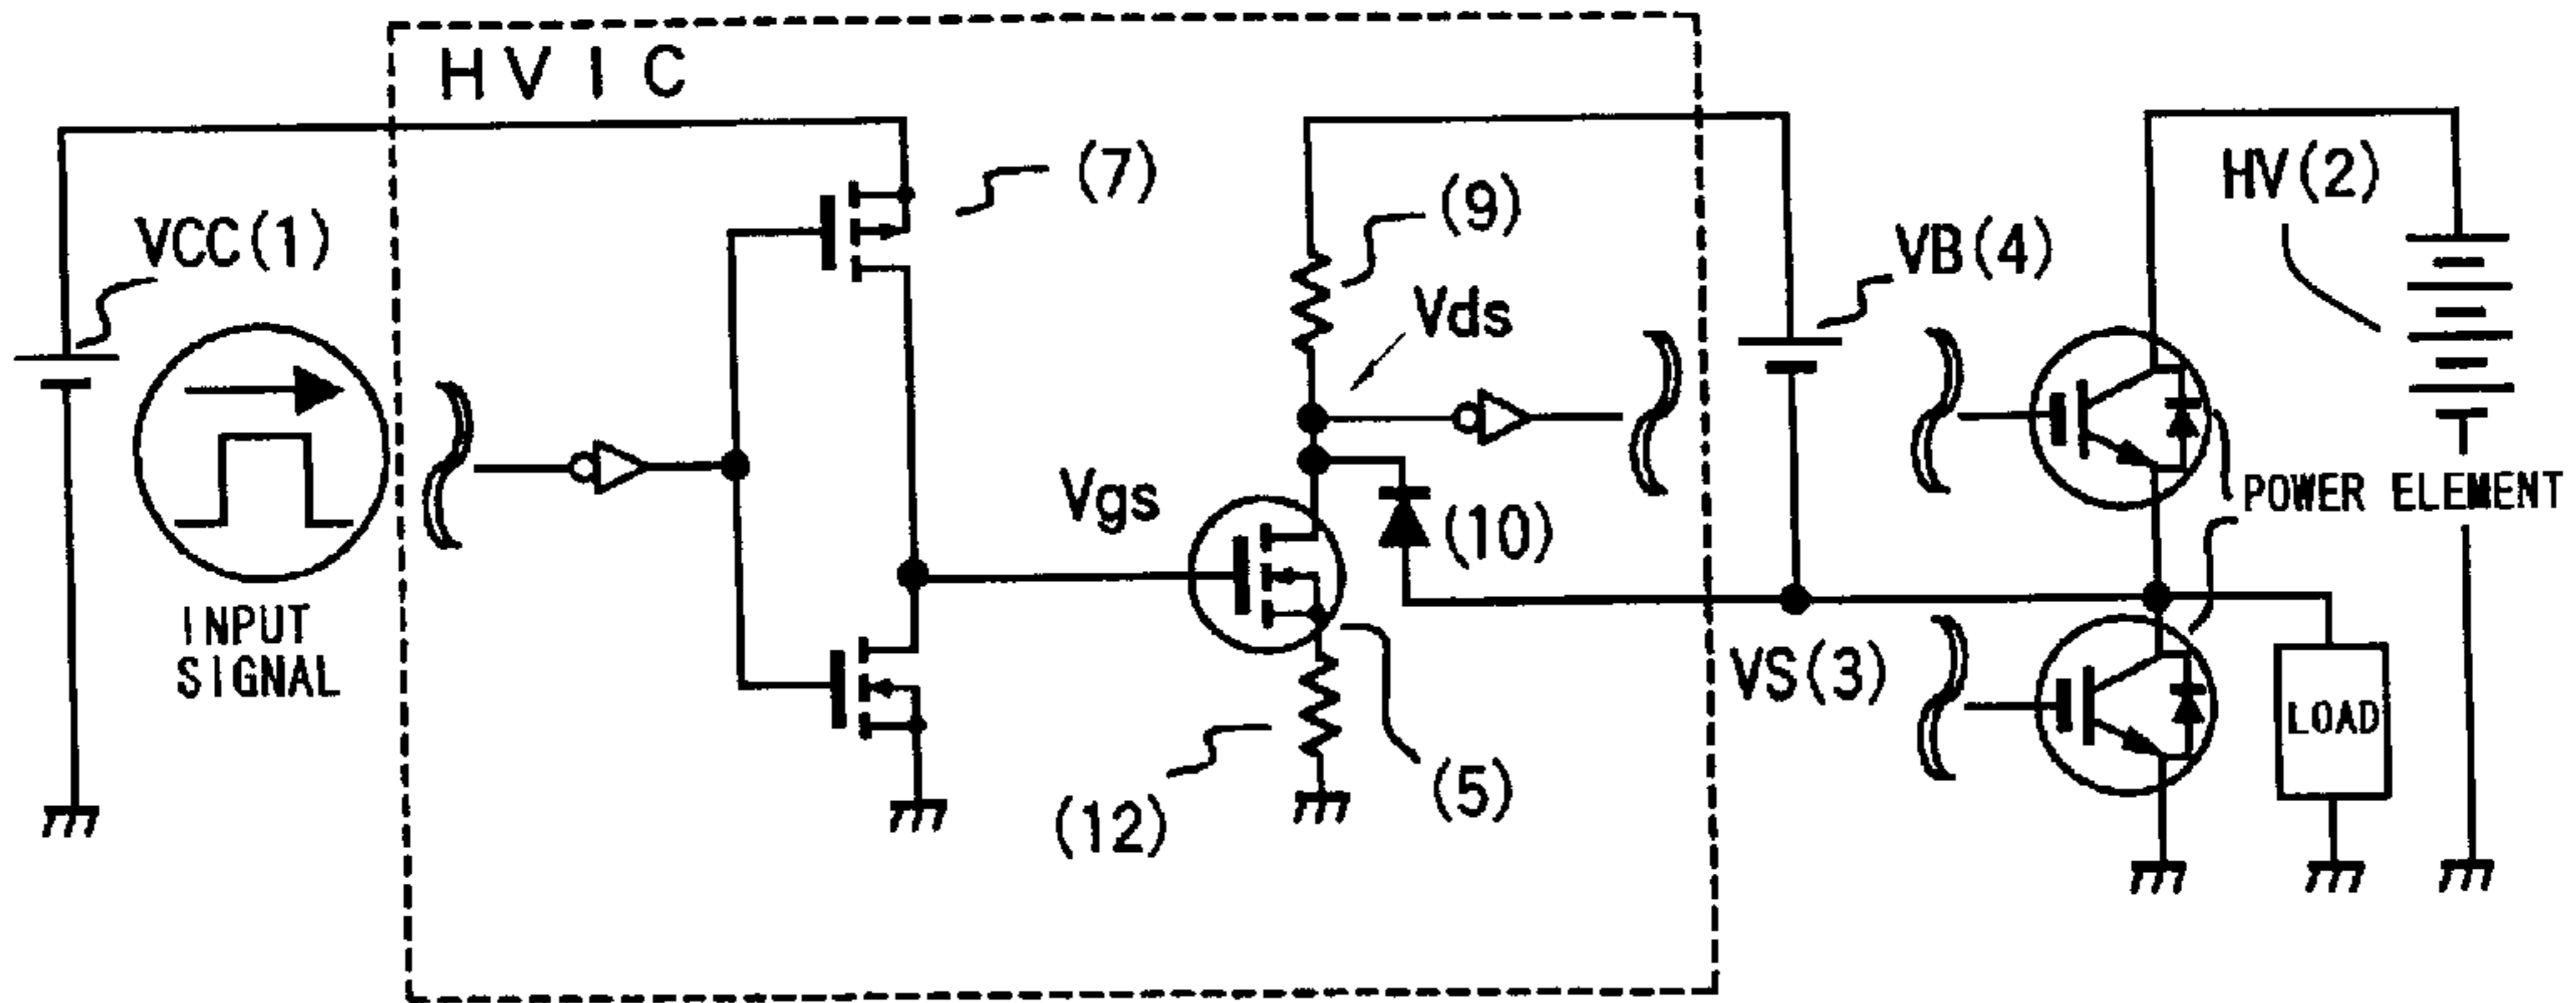 HVIC
(7)
HV(2)
(9)
VCC(1)
VB(4)
Vds
Vgs
POWER ELEMENT
(10)
INPUT
SIGNAL
VS(3)
LOAD
(5)
(12)